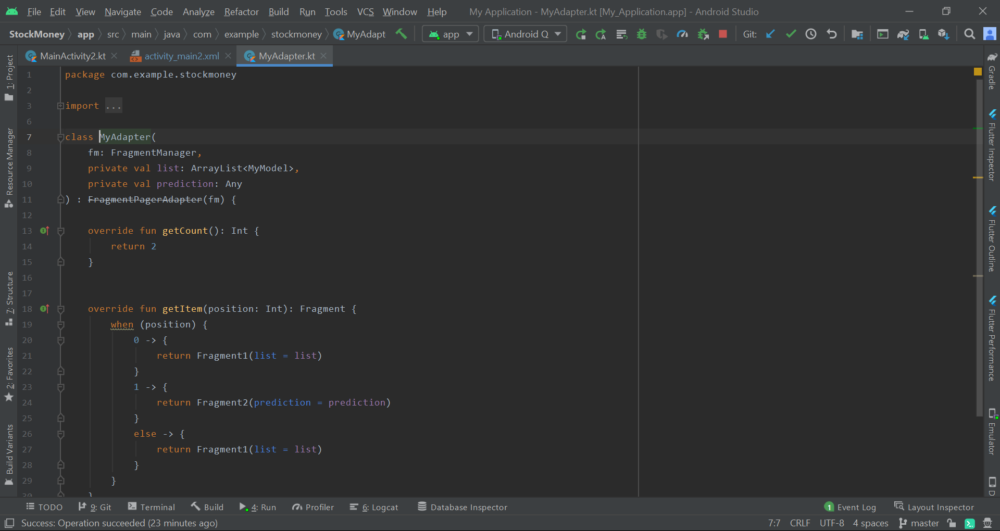 File Edit View Navigate Code Analyze Refactor Build Run Tools VCS Window Help My Application - MyAdapter.kt [My_Application.app] - Android Studio
StockMoney app src main java com example stockmoney MyAdapt app Android Q Git:
MainActivity2.kt activity_main2.xml MyAdapter.kt
1: Project
Resource Manager
7: Structure
2: Favorites
Build Variants
1 package com.example.stockmoney
2
3 import ...
6
7 class MyAdapter(
8 fm: FragmentManager,
9 private val list: ArrayList<MyModel>,
10 private val prediction: Any
11 ) : FragmentPagerAdapter(fm) {
12
13 override fun getCount(): Int {
14 return 2
15 }
16
17
18 override fun getItem(position: Int): Fragment {
19 when (position) {
20 0 -> {
21 return Fragment1(list = list)
22 }
23 1 -> {
24 return Fragment2(prediction = prediction)
25 }
26 else -> {
27 return Fragment1(list = list)
28 }
29 }
30 }
Gradle
Flutter Inspector
Flutter Outline
Flutter Performance
Emulator
D
TODO 9: Git Terminal Build 4: Run Profiler 6: Logcat Database Inspector 1 Event Log Layout Inspector
Success: Operation succeeded (23 minutes ago) 7:7 CRLF UTF-8 4 spaces master